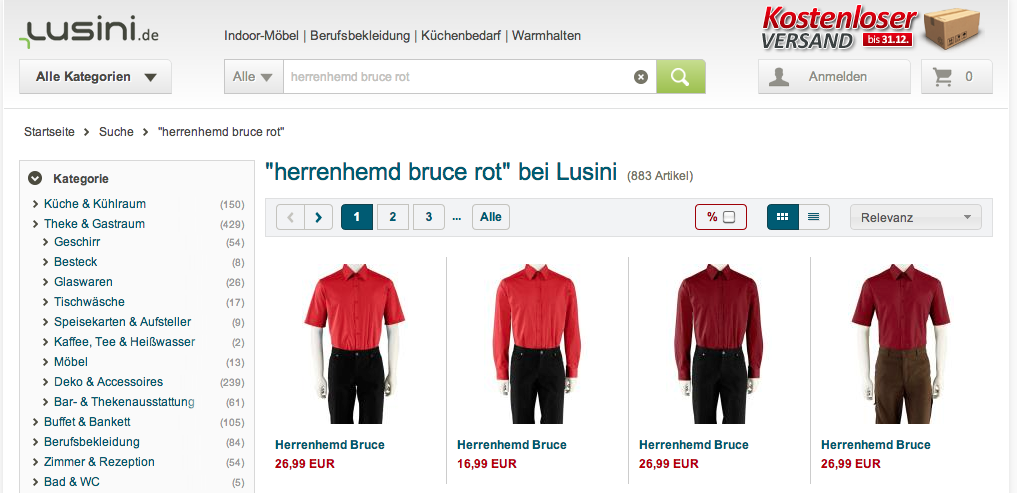 Lusini.de
Indoor-Möbel | Berufsbekleidung | Küchenbedarf | Warmhalten
Kostenloser
VERSAND bis 31.12.
Alle Kategorien
Alle
herrenhemd bruce rot
Anmelden
0
Startseite > Suche > "herrenhemd bruce rot"
Kategorie
Küche & Kühlraum (150)
Theke & Gastraum (429)
Geschirr (54)
Besteck (8)
Glaswaren (26)
Tischwäsche (17)
Speisekarten & Aufsteller (9)
Kaffee, Tee & Heißwasser (2)
Möbel (13)
Deko & Accessoires (239)
Bar- & Thekenausstattung (61)
Buffet & Bankett (105)
Berufsbekleidung (84)
Zimmer & Rezeption (54)
Bad & WC (5)
"herrenhemd bruce rot" bei Lusini (883 Artikel)
1 2 3 ... Alle
%
Relevanz
Herrenhemd Bruce
26,99 EUR
Herrenhemd Bruce
16,99 EUR
Herrenhemd Bruce
26,99 EUR
Herrenhemd Bruce
26,99 EUR